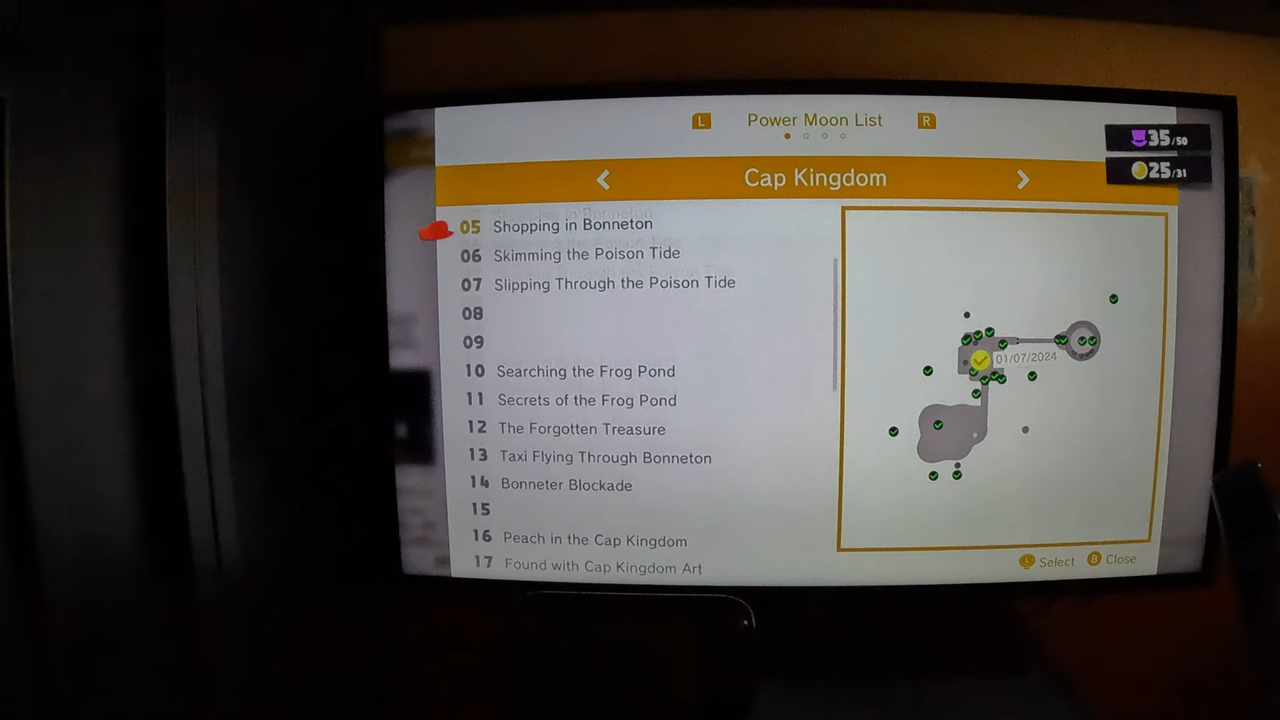 L Power Moon List R
35/50
25/31
Cap Kingdom
05 Shopping in Bonneton
06 Skimming the Poison Tide
07 Slipping Through the Poison Tide
08
09
10 Searching the Frog Pond
11 Secrets of the Frog Pond
12 The Forgotten Treasure
13 Taxi Flying Through Bonneton
14 Bonneter Blockade
15
16 Peach in the Cap Kingdom
17 Found with Cap Kingdom Art
01/07/2024
Select B Close